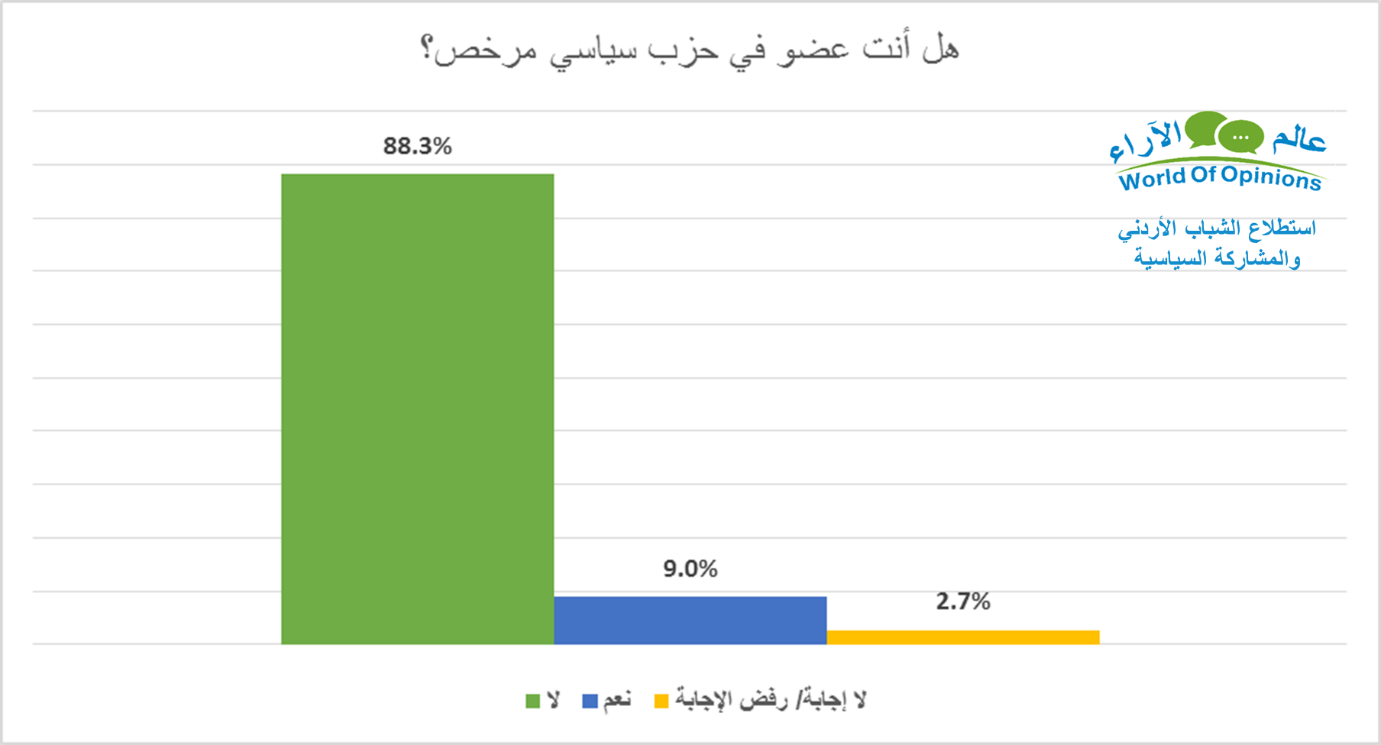 هل أنت عضو في حزب سياسي مرخص؟
عالم الآراء
World Of Opinions
استطلاع الشباب الأردني
والمشاركة السياسية
88.3%
9.0%
2.7%
لا نعم لا إجابة/ رفض الإجابة